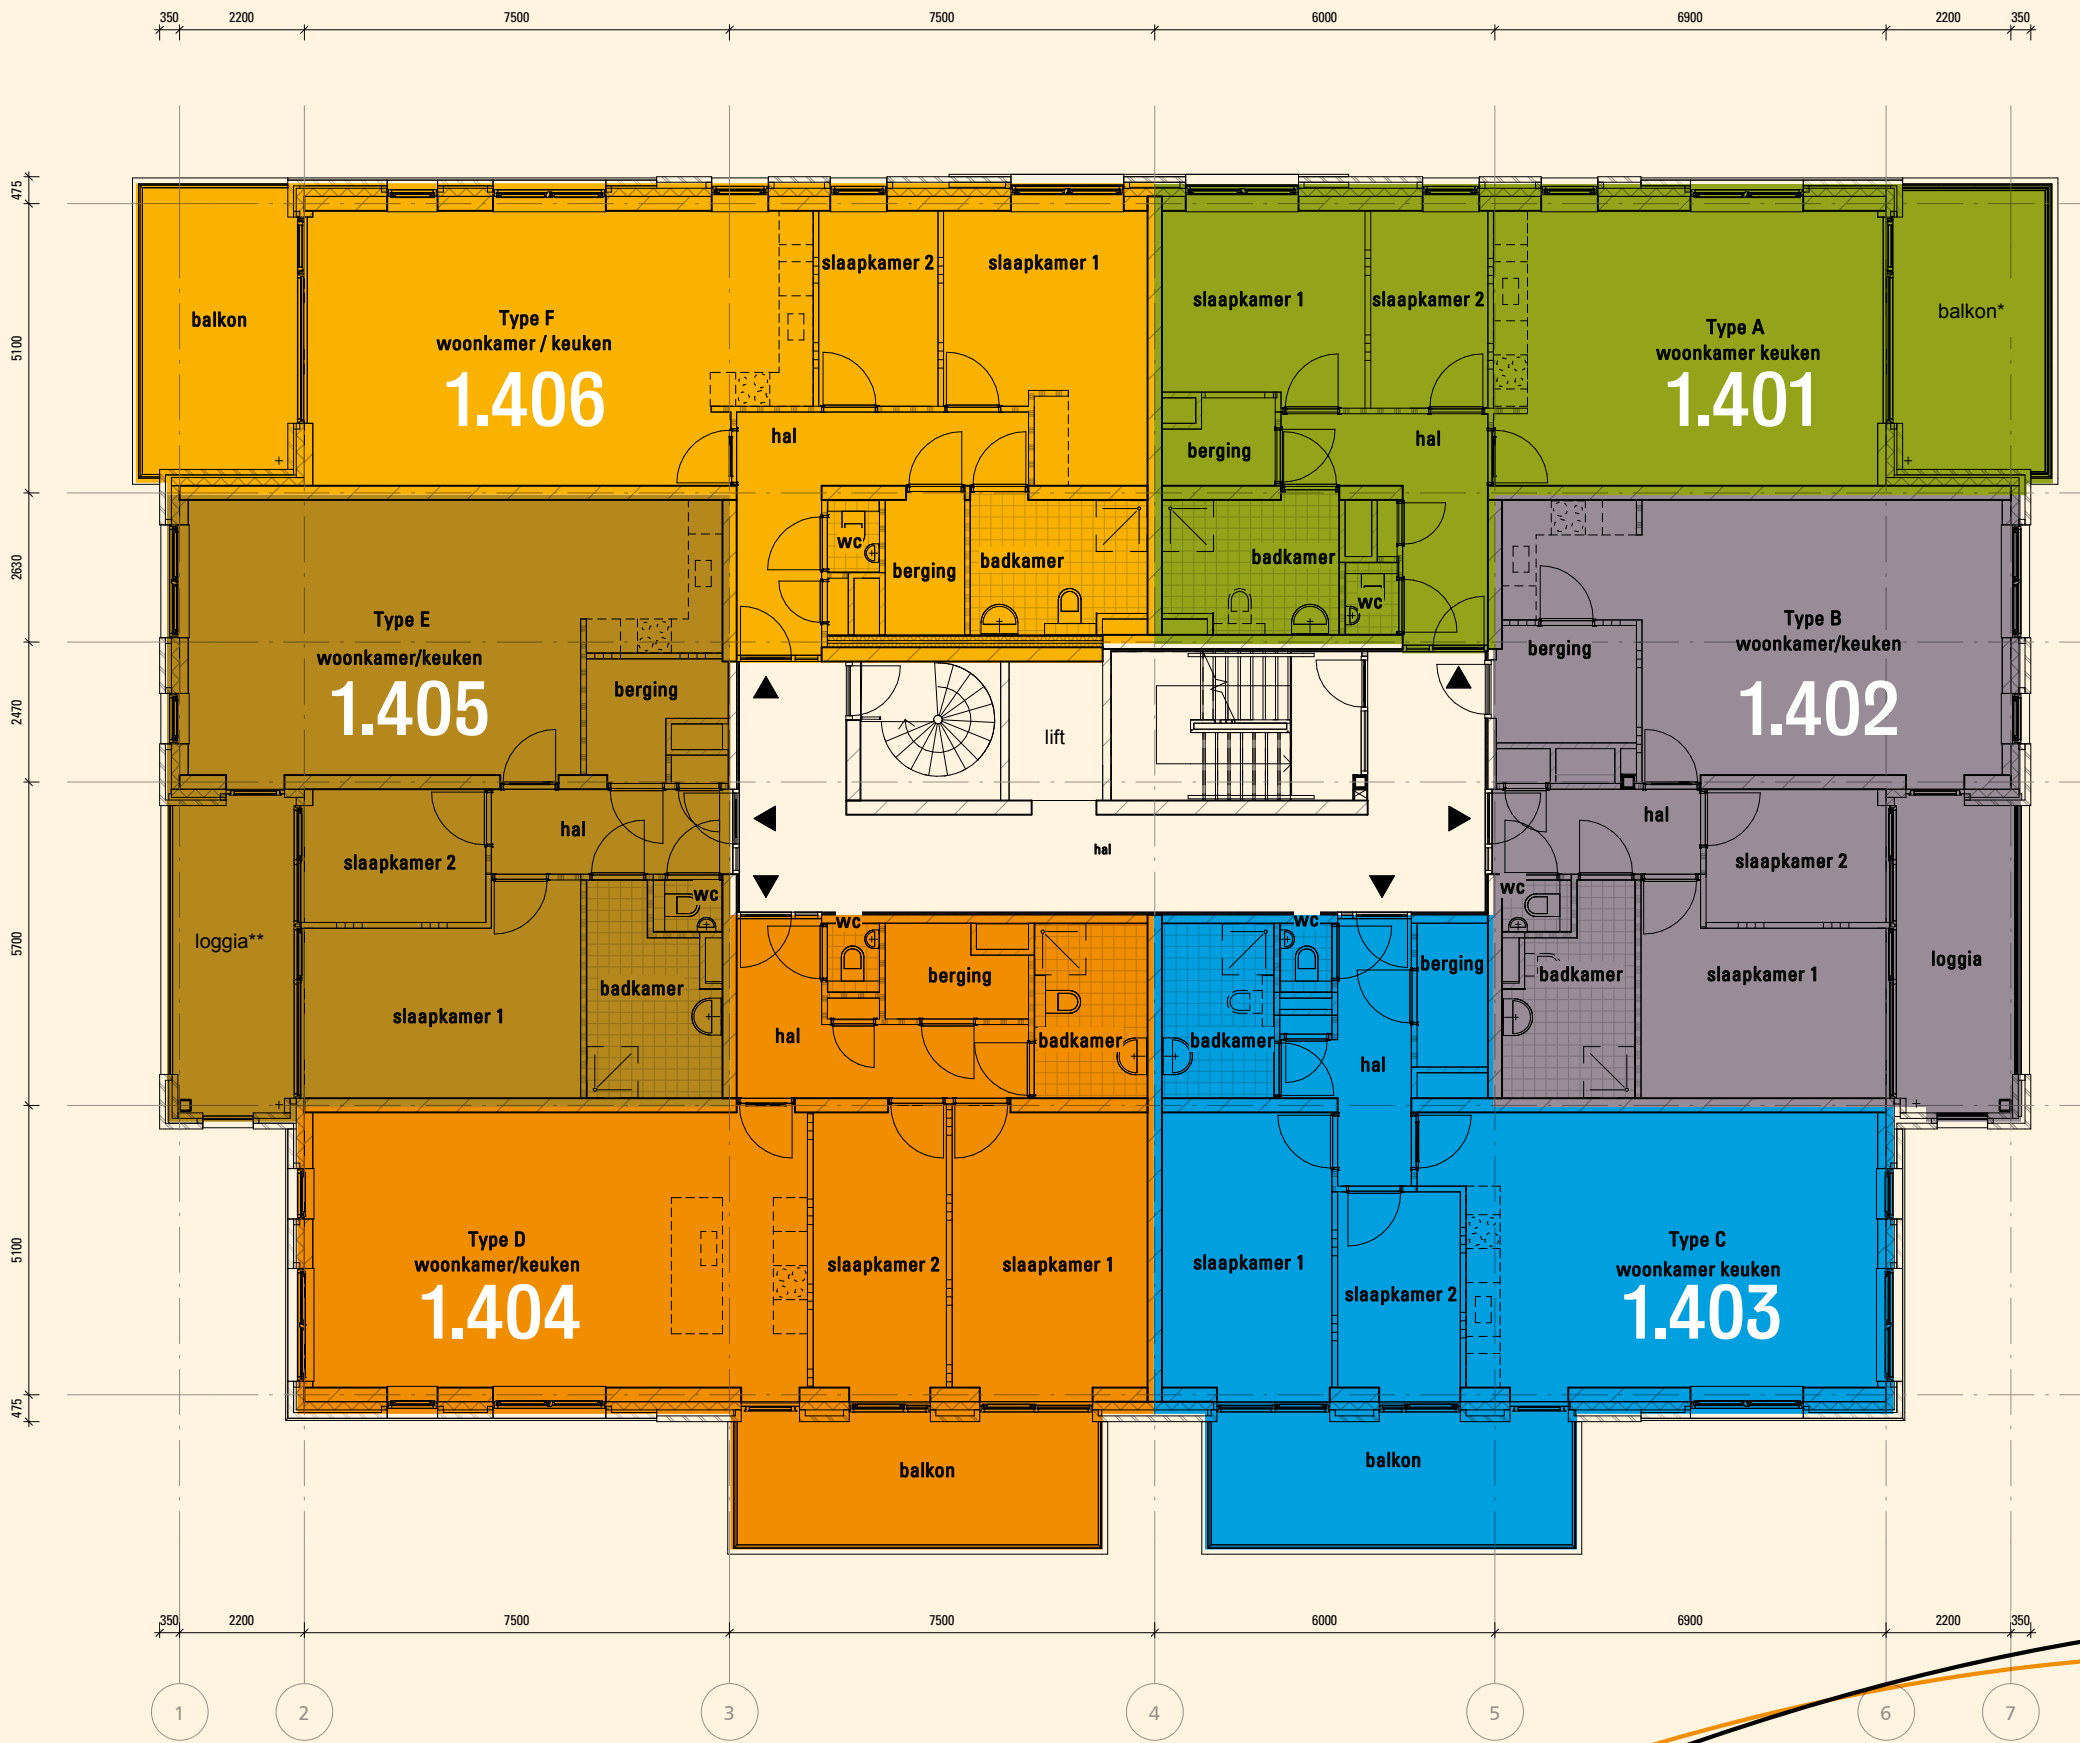 350 2200 7500 7500 6000 6900 2200 350
475
5100
2630
2470
5700
5100
475
balkon
Type F
woonkamer / keuken
1.406
slaapkamer 2
slaapkamer 1
hal
wc
berging
badkamer
slaapkamer 1
slaapkamer 2
Type A
woonkamer keuken
1.401
balkon*
berging
hal
badkamer
wc
Type E
woonkamer/keuken
1.405
berging
hal
slaapkamer 2
loggia**
slaapkamer 1
badkamer
wc
lift
hal
Type B
woonkamer/keuken
1.402
berging
hal
slaapkamer 2
wc
badkamer
slaapkamer 1
loggia
wc
berging
hal
badkamer
Type D
woonkamer/keuken
1.404
slaapkamer 2
slaapkamer 1
balkon
wc
berging
badkamer
hal
slaapkamer 1
slaapkamer 2
Type C
woonkamer keuken
1.403
balkon
350 2200 7500 7500 6000 6900 2200 350
1 2 3 4 5 6 7